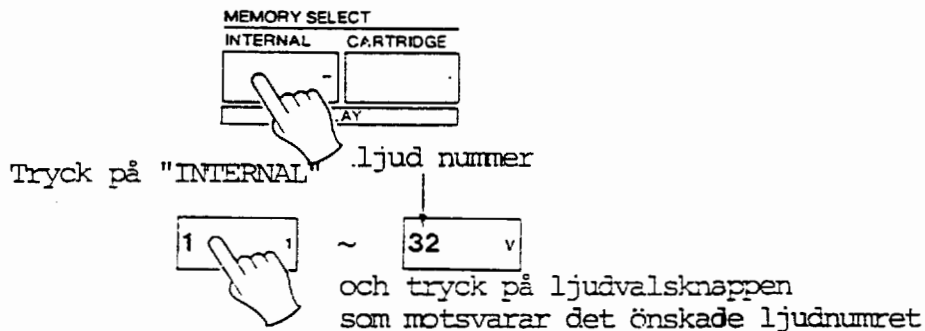 MEMORY SELECT
INTERNAL CARTRIDGE
AY
Tryck på "INTERNAL" ljud nummer
1 1 ~ 32 V
och tryck på ljudvalsknappen
som motsvarar det önskade ljudnumret